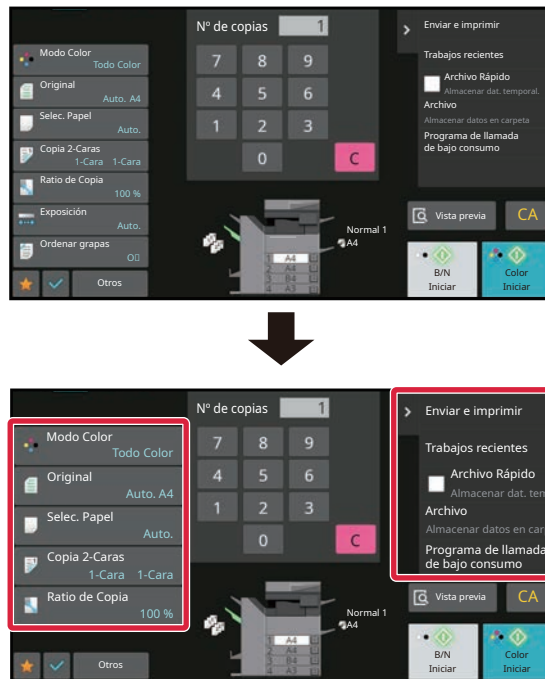 Nº de copias 1
Modo Color
Todo Color
Original
Auto. A4
Selec. Papel
Auto.
Copia 2-Caras
1-Cara 1-Cara
Ratio de Copia
100 %
Exposición
Auto.
Ordenar grapas
Otros
7 8 9
4 5 6
1 2 3
0 C
Normal 1
A4
A4
2 A4
3 B4
4 A3
Enviar e imprimir
Trabajos recientes
Archivo Rápido
Almacenar dat. temporal.
Archivo
Almacenar datos en carpeta
Programa de llamada
de bajo consumo
Vista previa CA
B/N
Iniciar
Color
Iniciar
Nº de copias 1
Modo Color
Todo Color
Original
Auto. A4
Selec. Papel
Auto.
Copia 2-Caras
1-Cara 1-Cara
Ratio de Copia
100 %
Otros
7 8 9
4 5 6
1 2 3
0 C
Normal 1
A4
A4
2 A4
3 B4
4 A3
Enviar e imprimir
Trabajos recientes
Archivo Rápido
Almacenar dat. tem
Archivo
Almacenar datos en car
Programa de llamada
de bajo consumo
Vista previa CA
B/N
Iniciar
Color
Iniciar